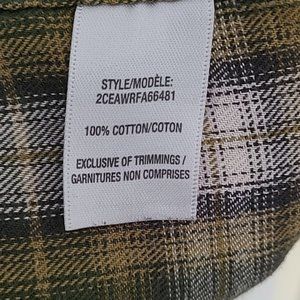 STYLE/MODÈLE:
2CEAWRFA66481
100% COTTON/COTON
EXCLUSIVE OF TRIMMINGS /
GARNITURES NON COMPRISES